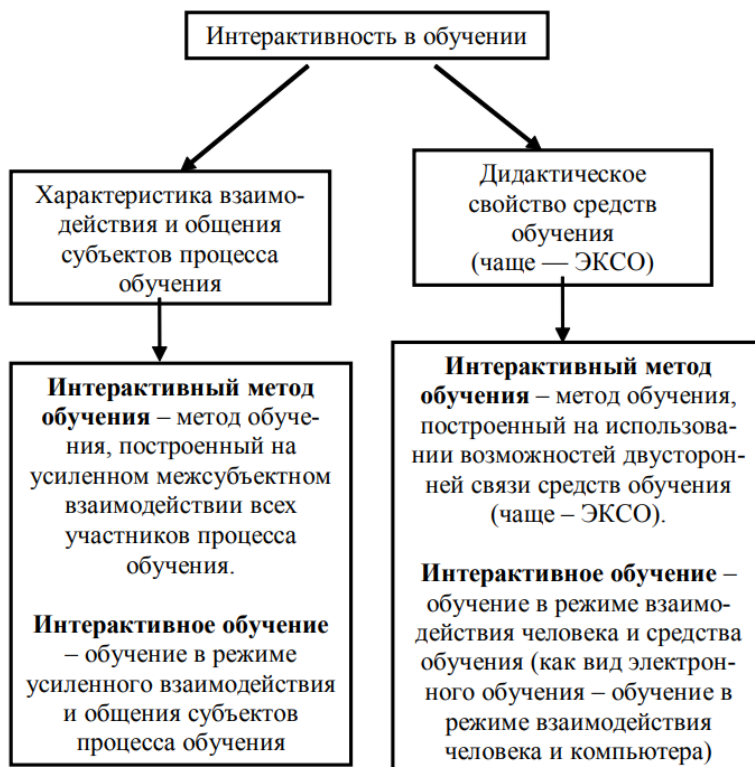 Интерактивность в обучении
Характеристика взаимо-
действия и общения
субъектов процесса
обучения
Дидактическое
свойство средств
обучения
(чаще — ЭКСО)
Интерактивный метод
обучения – метод обуче-
ния, построенный на
усиленном межсубъектном
взаимодействии всех
участников процесса
обучения.
Интерактивное обучение
– обучение в режиме
усиленного взаимодействия
и общения субъектов
процесса обучения
Интерактивный метод
обучения – метод обучения,
построенный на использова-
нии возможностей двусторон-
ней связи средств обучения
(чаще – ЭКСО).
Интерактивное обучение –
обучение в режиме взаимо-
действия человека и средства
обучения (как вид электрон-
ного обучения – обучение в
режиме взаимодействия
человека и компьютера)